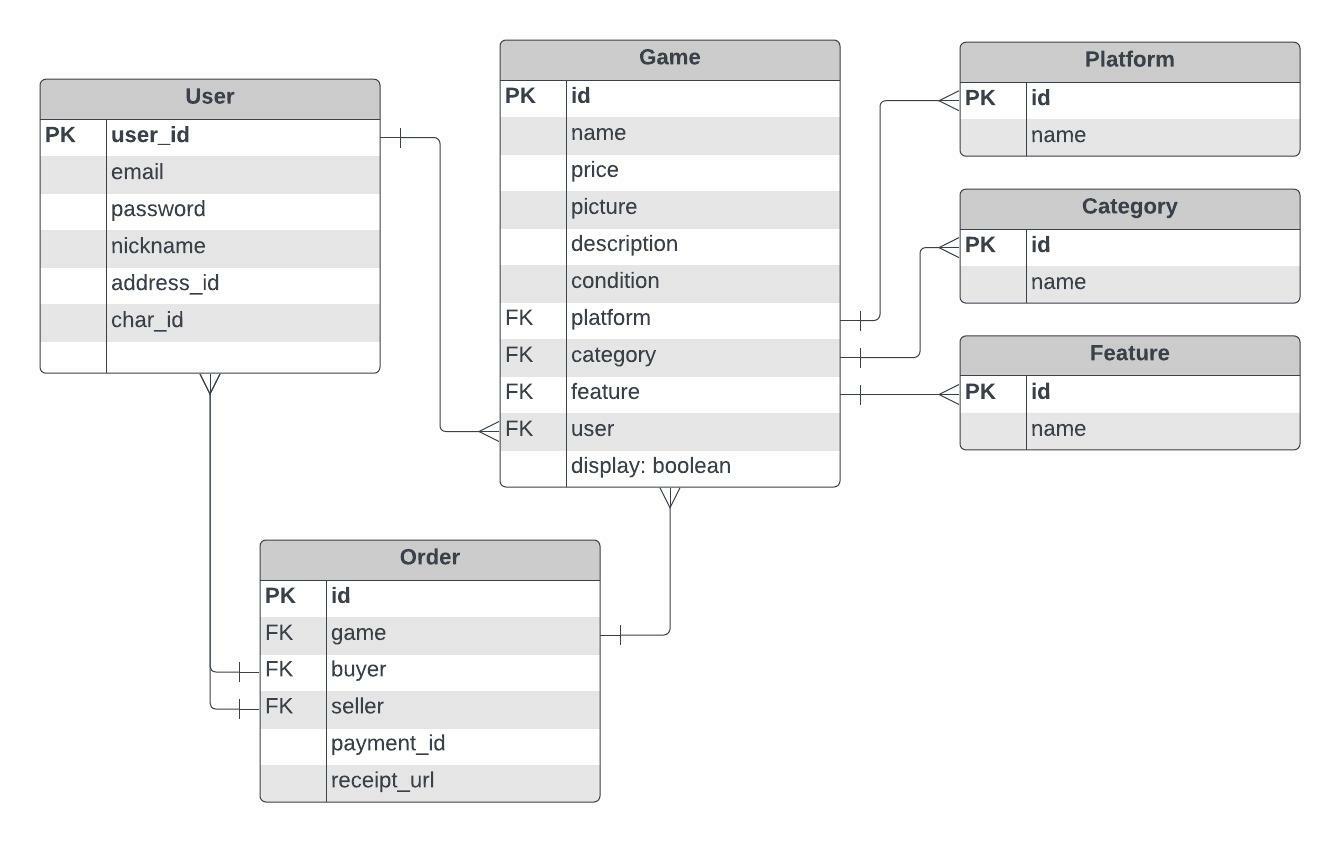 User
PK user_id
email
password
nickname
address_id
char_id
Game
PK id
name
price
picture
description
condition
FK platform
FK category
FK feature
FK user
display: boolean
Platform
PK id
name
Category
PK id
name
Feature
PK id
name
Order
PK id
FK game
FK buyer
FK seller
payment_id
receipt_url